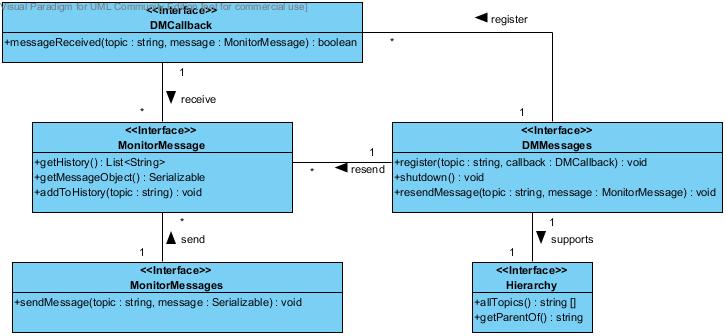 Visual Paradigm for UML Community Edition [not for commercial use]
<<Interface>>
DMCallback
+messageReceived(topic : string, message : MonitorMessage) : boolean
register
*
1
1
receive
*
<<Interface>>
MonitorMessage
+getHistory() : List<String>
+getMessageObject() : Serializable
+addToHistory(topic : string) : void
1
resend
*
<<Interface>>
DMMessages
+register(topic : string, callback : DMCallback) : void
+shutdown() : void
+resendMessage(topic : string, message : MonitorMessage) : void
*
send
1
1
supports
1
<<Interface>>
MonitorMessages
+sendMessage(topic : string, message : Serializable) : void
<<Interface>>
Hierarchy
+allTopics() : string []
+getParentOf() : string